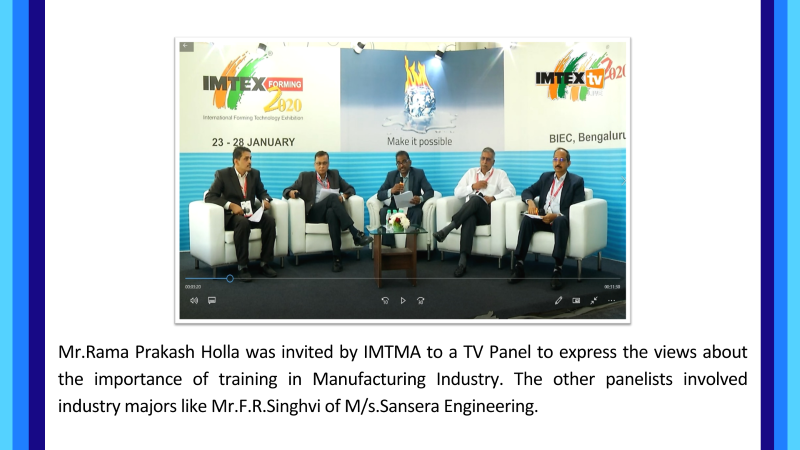 IMTEX FORMING
2020
International Forming Technology Exhibition
23 - 28 JANUARY
Make it possible
IMTEX tv 2020
BIEC, Bengaluru
Mr.Rama Prakash Holla was invited by IMTMA to a TV Panel to express the views about
the importance of training in Manufacturing Industry. The other panelists involved
industry majors like Mr.F.R.Singhvi of M/s.Sansera Engineering.